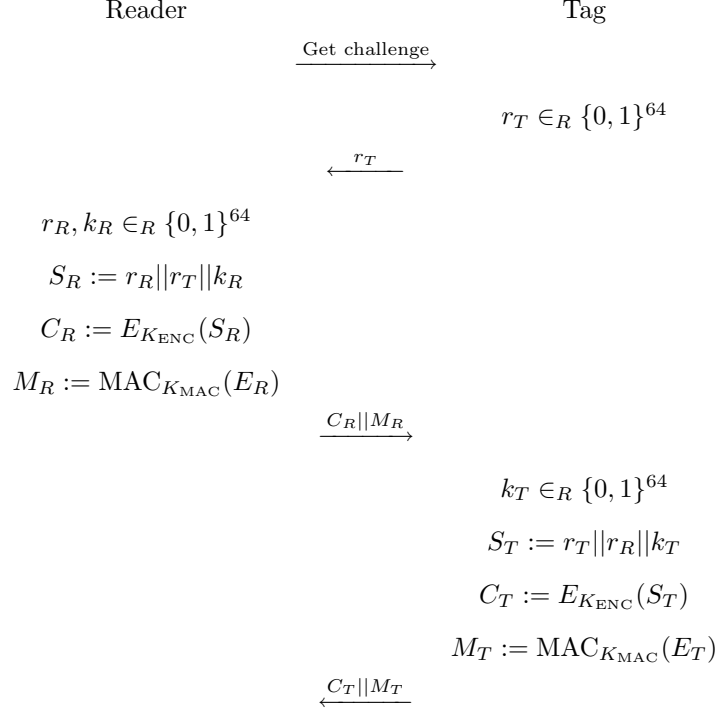 Reader Tag
Get challenge
r_T ∈_R {0, 1}^64
r_T
r_R, k_R ∈_R {0, 1}^64
S_R := r_R||r_T||k_R
C_R := E_{K_ENC}(S_R)
M_R := MAC_{K_MAC}(E_R)
C_R||M_R
k_T ∈_R {0, 1}^64
S_T := r_T||r_R||k_T
C_T := E_{K_ENC}(S_T)
M_T := MAC_{K_MAC}(E_T)
C_T||M_T